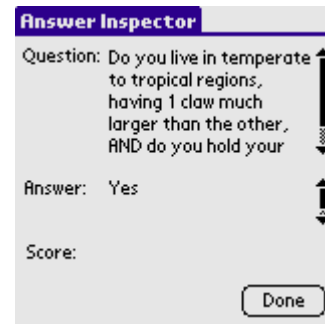 Answer Inspector
Question: Do you live in temperate
to tropical regions,
having 1 claw much
larger than the other,
AND do you hold your
Answer: Yes
Score:
Done